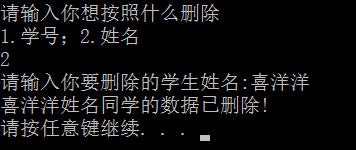 请输入你想按照什么删除
1.学号；2.姓名
2
请输入你要删除的学生姓名:喜洋洋
喜洋洋姓名同学的数据已删除!
请按任意键继续. . .